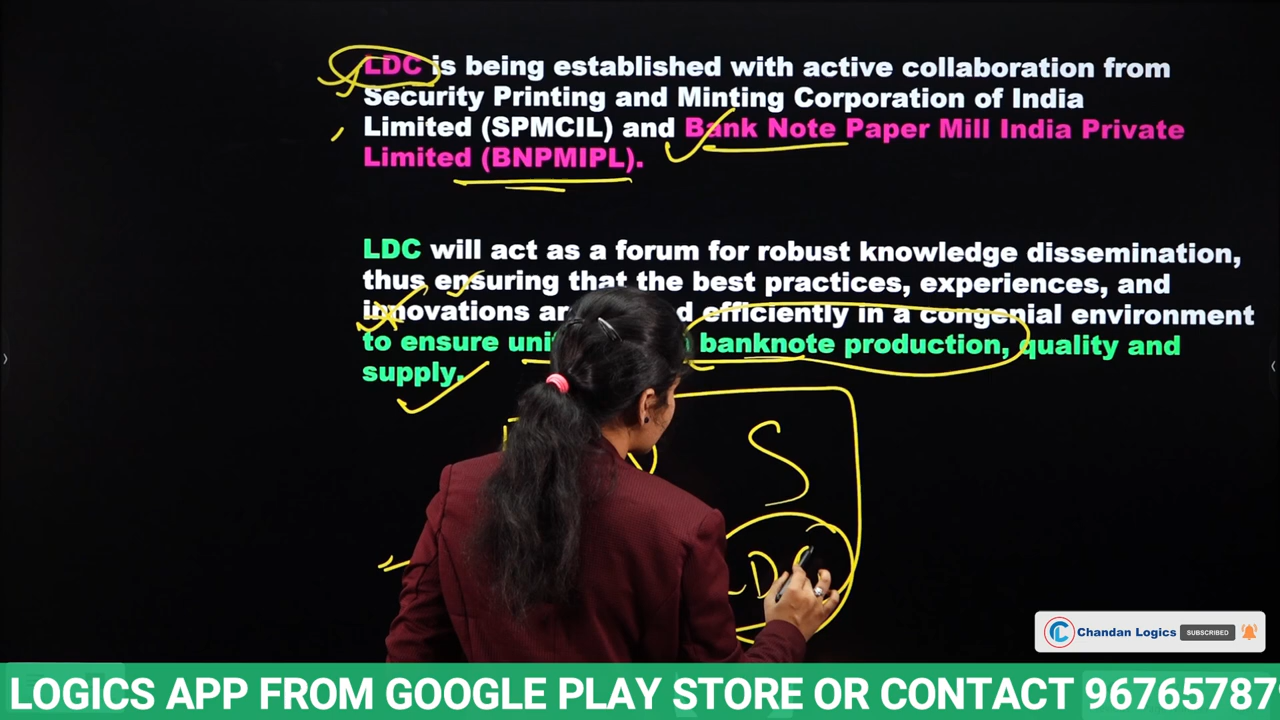 LDC is being established with active collaboration from
Security Printing and Minting Corporation of India
Limited (SPMCIL) and Bank Note Paper Mill India Private
Limited (BNPMIPL).
LDC will act as a forum for robust knowledge dissemination,
thus ensuring that the best practices, experiences, and
innovations efficiently in a congenial environment
to ensure banknote production, quality and
supply.
S
LDC
Chandan Logics SUBSCRIBED
LOGICS APP FROM GOOGLE PLAY STORE OR CONTACT